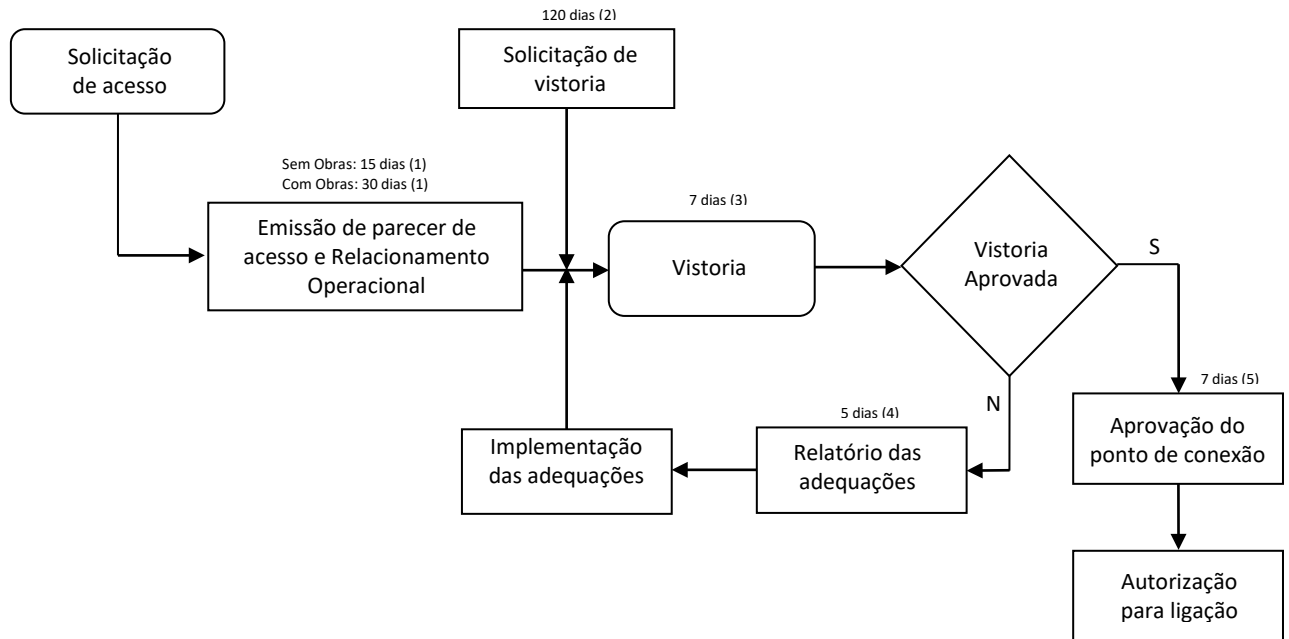 Solicitação
de acesso
120 dias (2)
Solicitação de
vistoria
Sem Obras: 15 dias (1)
Com Obras: 30 dias (1)
Emissão de parecer de
acesso e Relacionamento
Operacional
7 dias (3)
Vistoria
Vistoria
Aprovada
S
N
7 dias (5)
Aprovação do
ponto de conexão
5 dias (4)
Relatório das
adequações
Implementação
das adequações
Autorização
para ligação